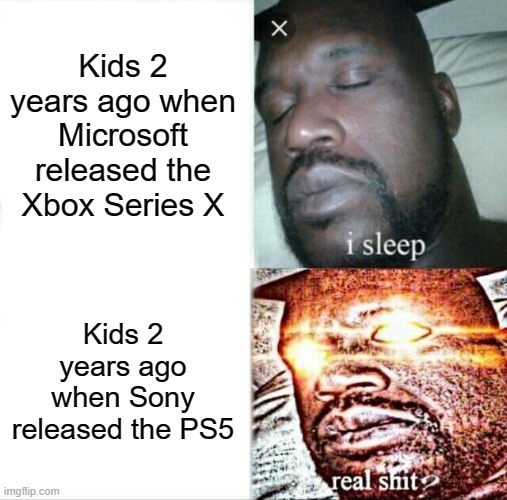 Kids 2
years ago when
Microsoft
released the
Xbox Series X
i sleep
Kids 2
years ago
when Sony
released the PS5
real shit?
imgflip.com